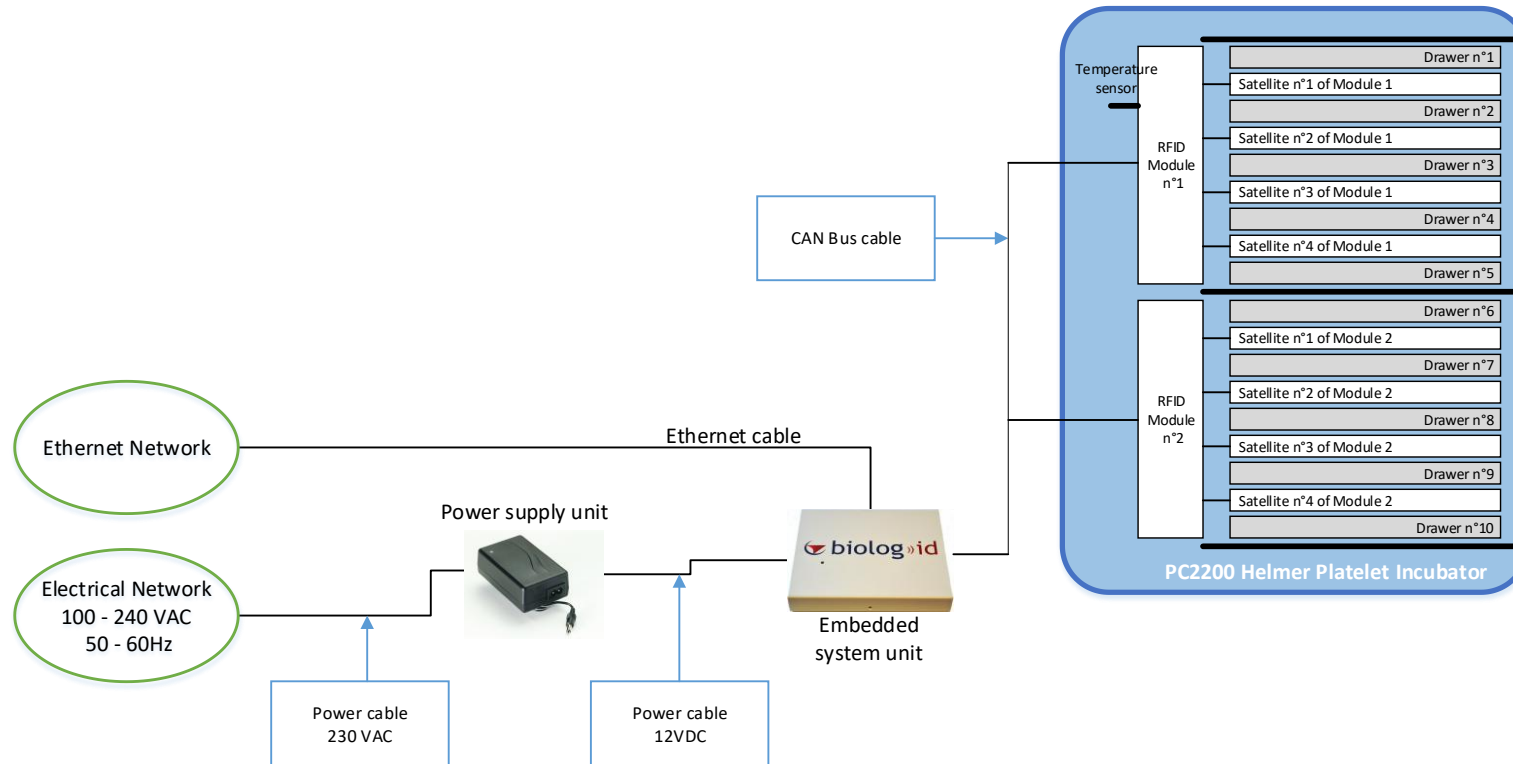 Drawer n°1
Temperature
sensor
Satellite n°1 of Module 1
Drawer n°2
Satellite n°2 of Module 1
RFID
Module
n°1
Drawer n°3
Satellite n°3 of Module 1
Drawer n°4
CAN Bus cable
Satellite n°4 of Module 1
Drawer n°5
Drawer n°6
Satellite n°1 of Module 2
Drawer n°7
Satellite n°2 of Module 2
RFID
Module
n°2
Drawer n°8
Satellite n°3 of Module 2
Drawer n°9
Satellite n°4 of Module 2
Drawer n°10
PC2200 Helmer Platelet Incubator
Ethernet Network
Ethernet cable
Power supply unit
biolog»id
Embedded
system unit
Electrical Network
100 - 240 VAC
50 - 60Hz
Power cable
230 VAC
Power cable
12VDC